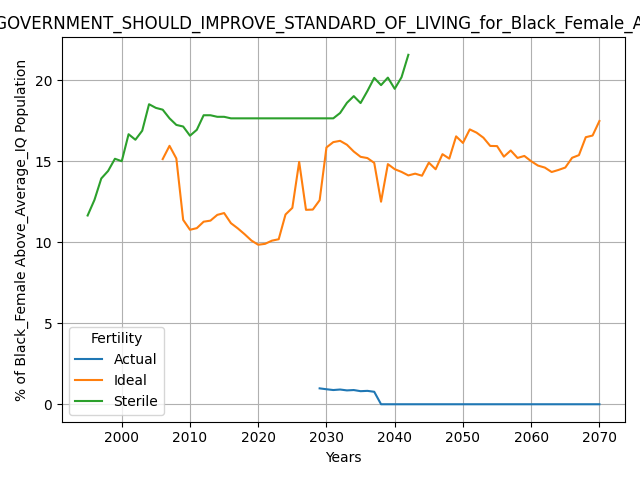 GOVERNMENT_SHOULD_IMPROVE_STANDARD_OF_LIVING_for_Black_Female_A
% of Black_Female Above_Average_IQ Population
20
15
10
5
0
Fertility
Actual
Ideal
Sterile
2000 2010 2020 2030 2040 2050 2060 2070
Years